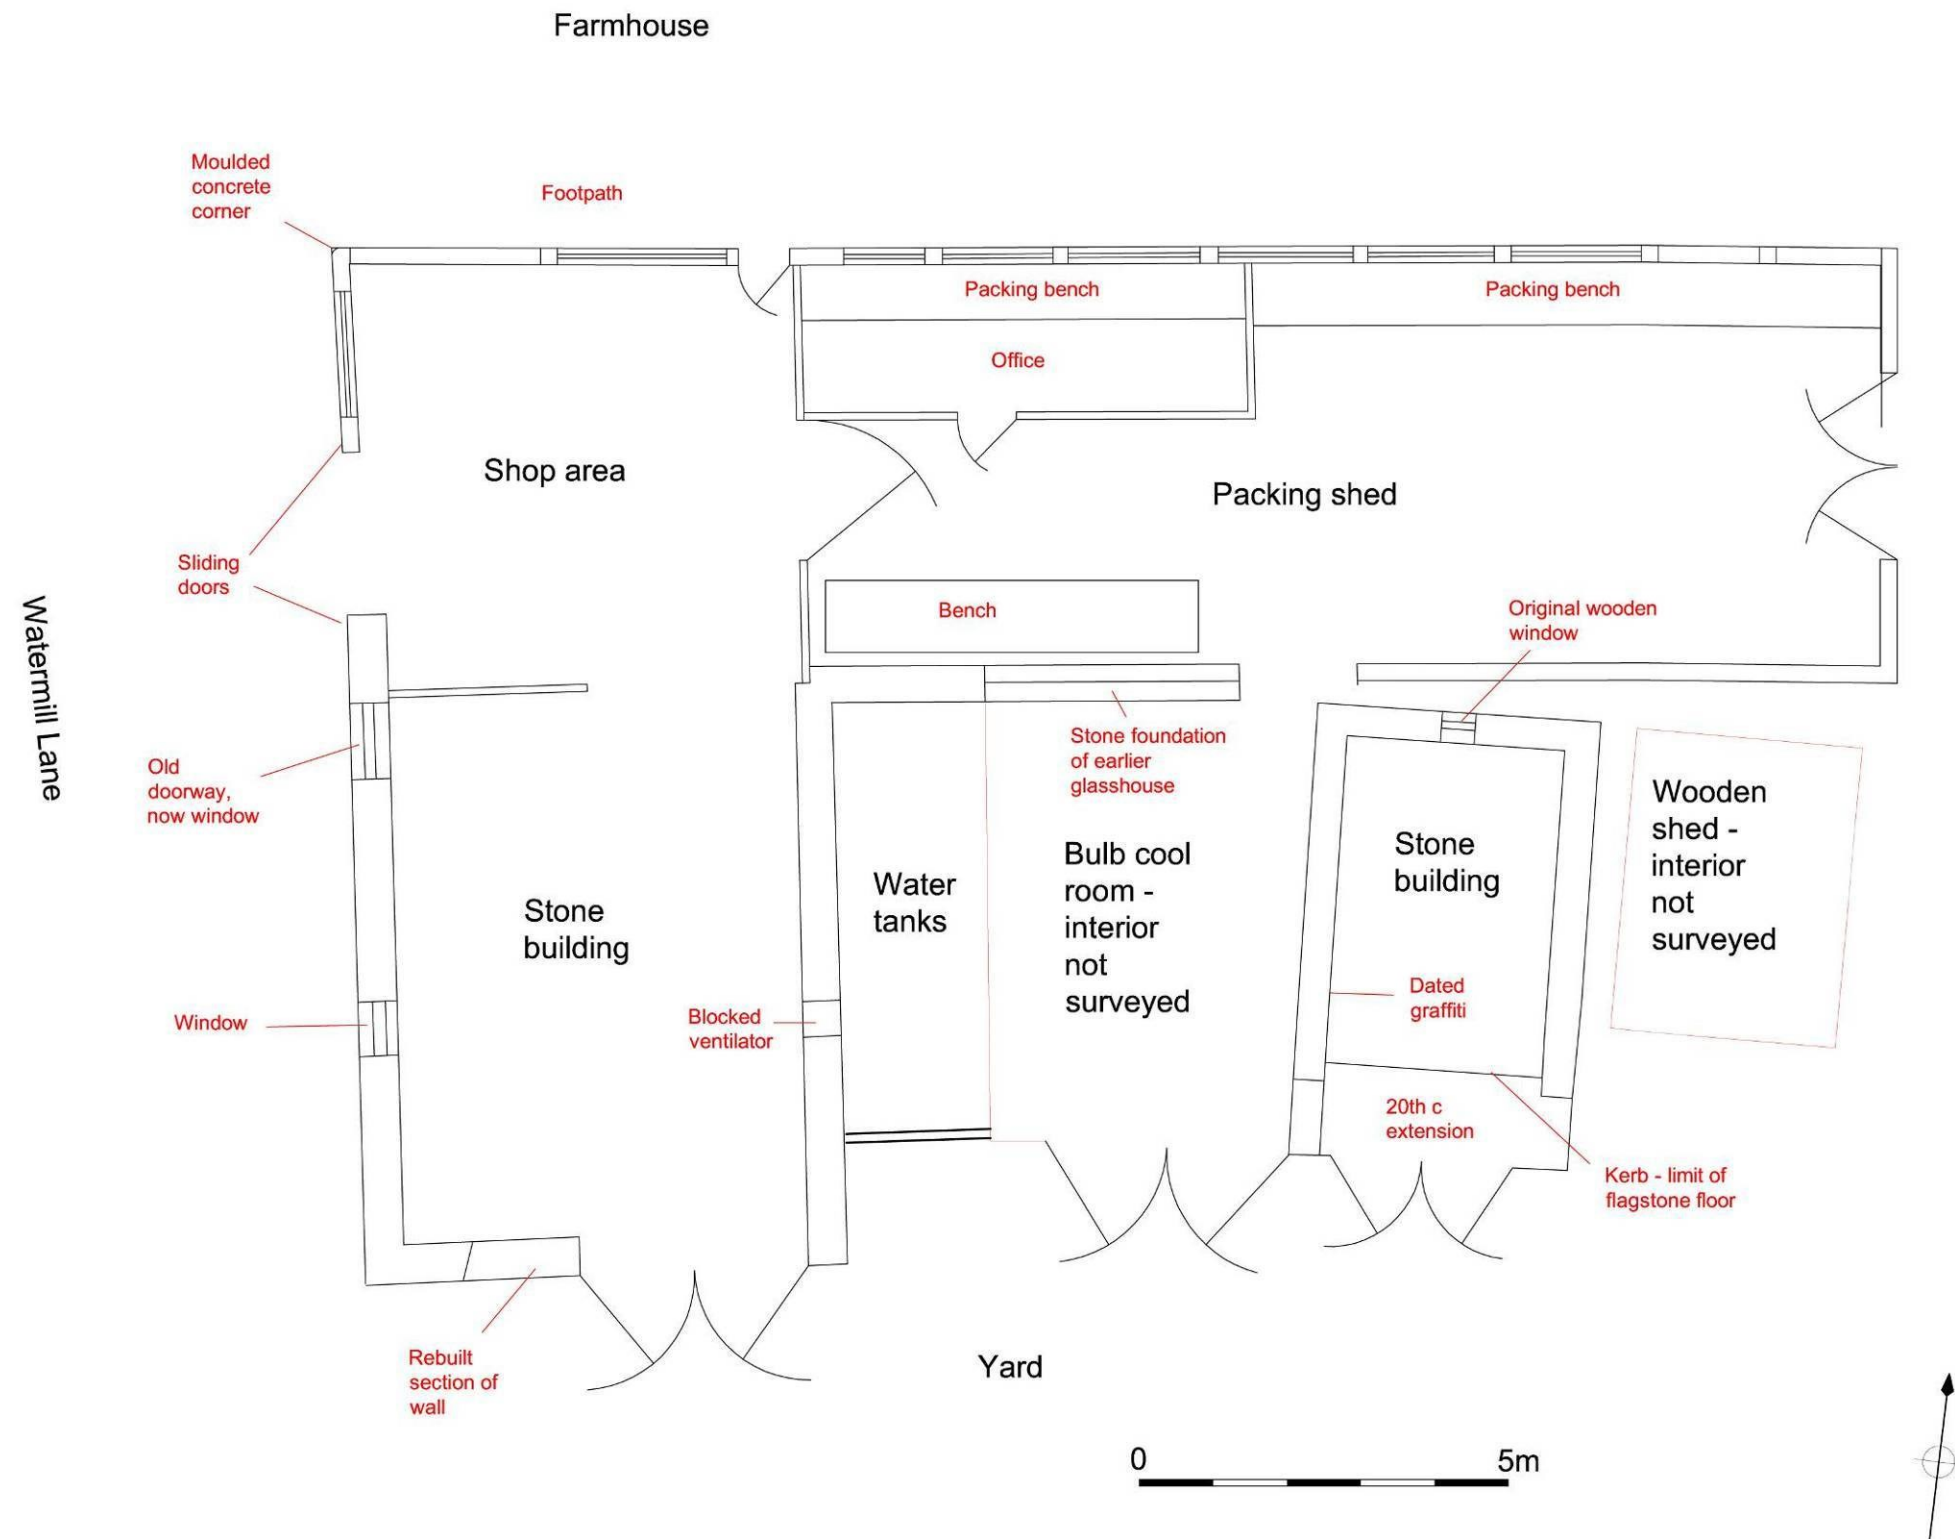 Farmhouse
Moulded
concrete
corner
Footpath
Packing bench
Packing bench
Office
Shop area
Packing shed
Sliding
doors
Bench
Original wooden
window
Watermill Lane
Old
doorway,
now window
Stone foundation
of earlier
glasshouse
Wooden
shed -
interior
not
surveyed
Stone
building
Bulb cool
room -
interior
not
surveyed
Water
tanks
Stone
building
Dated
graffiti
Window
Blocked
ventilator
20th c
extension
Kerb - limit of
flagstone floor
Rebuilt
section of
wall
Yard
0
5m